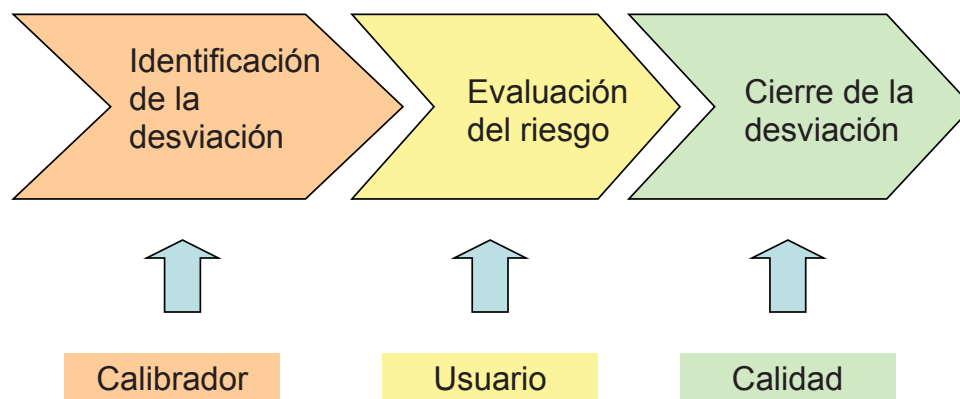 Identificación
de la
desviación
Evaluación
del riesgo
Cierre de la
desviación
Calibrador
Usuario
Calidad